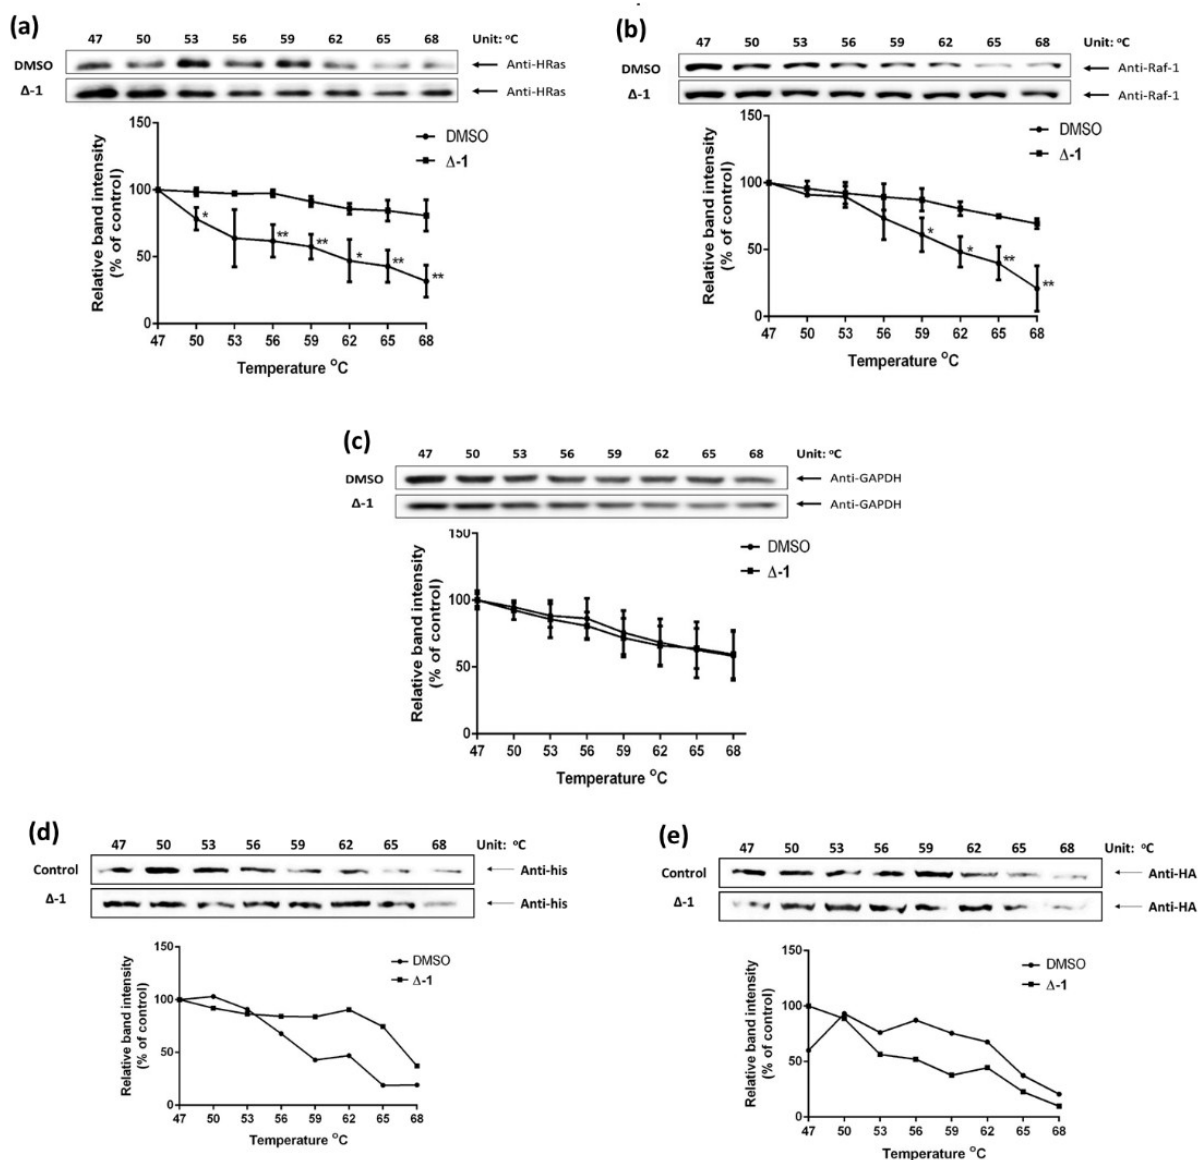 (a)
47 50 53 56 59 62 65 68 Unit: °C
DMSO Anti-HRas
Δ-1 Anti-HRas
150
100
50
0
Relative band intensity
(% of control)
DMSO
Δ-1
*
**
**
*
**
**
47 50 53 56 59 62 65 68
Temperature °C
(b)
47 50 53 56 59 62 65 68 Unit: °C
DMSO Anti-Raf-1
Δ-1 Anti-Raf-1
150
100
50
0
Relative band intensity
(% of control)
DMSO
Δ-1
*
*
**
**
47 50 53 56 59 62 65 68
Temperature °C
(c)
47 50 53 56 59 62 65 68 Unit: °C
DMSO Anti-GAPDH
Δ-1 Anti-GAPDH
150
100
50
0
Relative band intensity
(% of control)
DMSO
Δ-1
47 50 53 56 59 62 65 68
Temperature °C
(d)
47 50 53 56 59 62 65 68 Unit: °C
Control Anti-his
Δ-1 Anti-his
150
100
50
0
Relative band intensity
(% of control)
DMSO
Δ-1
47 50 53 56 59 62 65 68
Temperature °C
(e)
47 50 53 56 59 62 65 68 Unit: °C
Control Anti-HA
Δ-1 Anti-HA
150
100
50
0
Relative band intensity
(% of control)
DMSO
Δ-1
47 50 53 56 59 62 65 68
Temperature °C